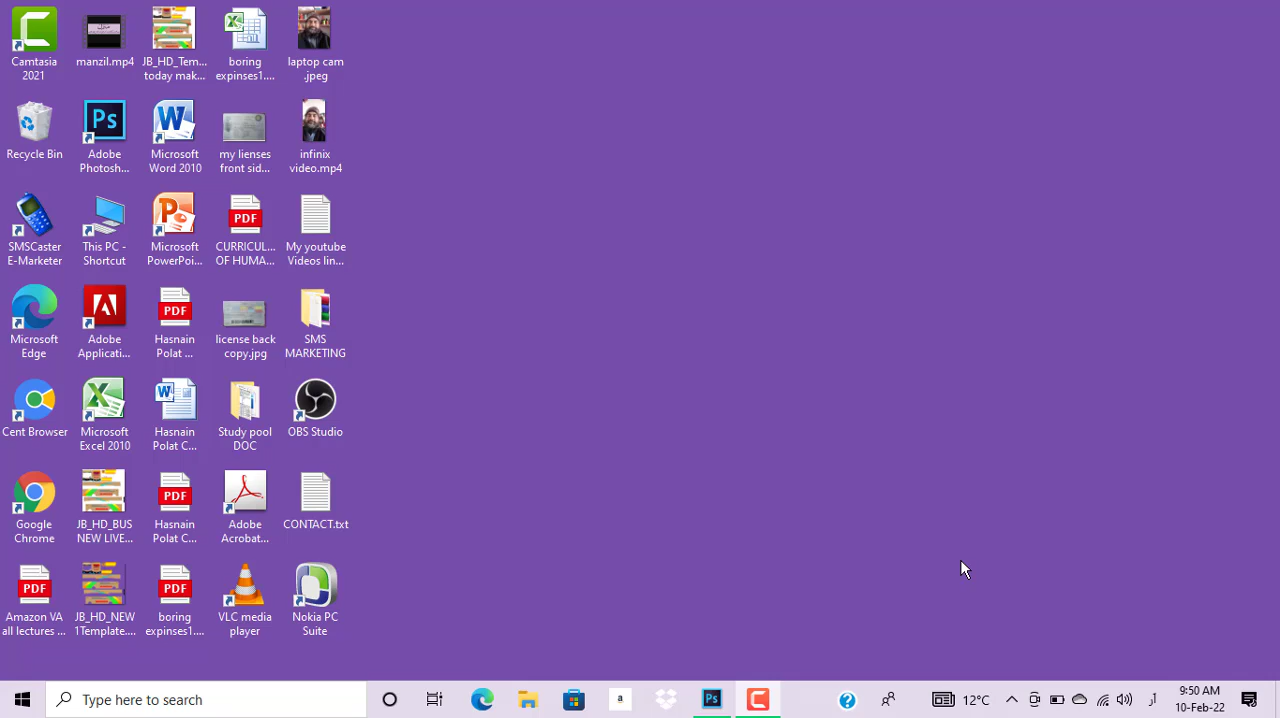 Camtasia
2021
manzil.mp4
JB_HD_Tem...
today mak...
boring
expinses1....
laptop cam
.jpeg
Recycle Bin
Adobe
Photosh...
Microsoft
Word 2010
my lienses
front sid...
infinix
video.mp4
SMSCaster
E-Marketer
This PC -
Shortcut
Microsoft
PowerPoi...
CURRICUL...
OF HUMA...
My youtube
Videos lin...
Microsoft
Edge
Adobe
Applicati...
Hasnain
Polat ...
license back
copy.jpg
SMS
MARKETING
Cent Browser
Microsoft
Excel 2010
Hasnain
Polat C...
Study pool
DOC
OBS Studio
Google
Chrome
JB_HD_BUS
NEW LIVE...
Hasnain
Polat C...
Adobe
Acrobat...
CONTACT.txt
Amazon VA
all lectures ...
JB_HD_NEW
1Template....
boring
expinses1....
VLC media
player
Nokia PC
Suite
Ps
PDF
PDF
PDF
PDF
PDF
Type here to search
a
Ps
12°C
9:50 AM
10-Feb-22